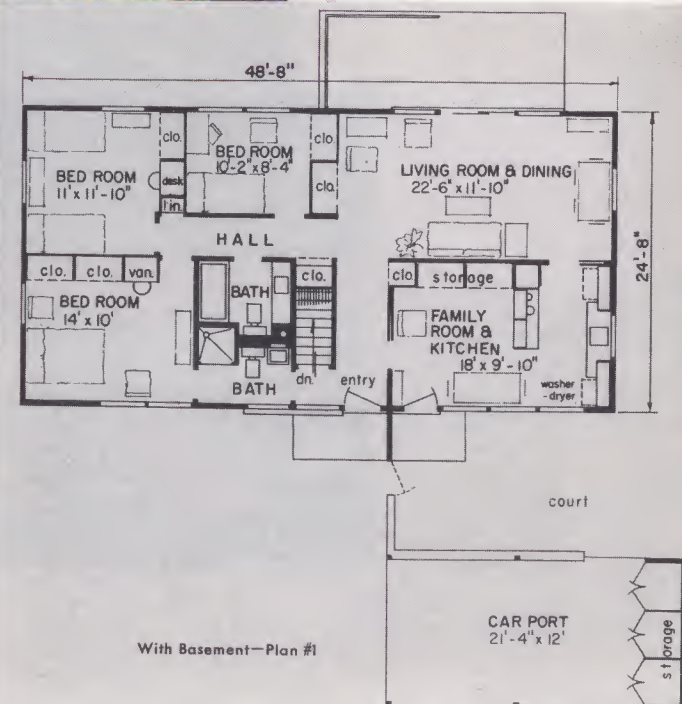 48'-8"
24'-8"
BED ROOM
11' x 11'-10"
clo.
desk
lin.
BED ROOM
10'-2" x 8'-4"
clo.
clo.
LIVING ROOM & DINING
22'-6" x 11'-10"
HALL
clo.
clo.
van.
BED ROOM
14' x 10'
BATH
BATH
clo.
dn.
entry
clo.
storage
FAMILY
ROOM &
KITCHEN
18' x 9'-10"
washer
-dryer
court
CAR PORT
21'-4" x 12'
storage
With Basement—Plan #1